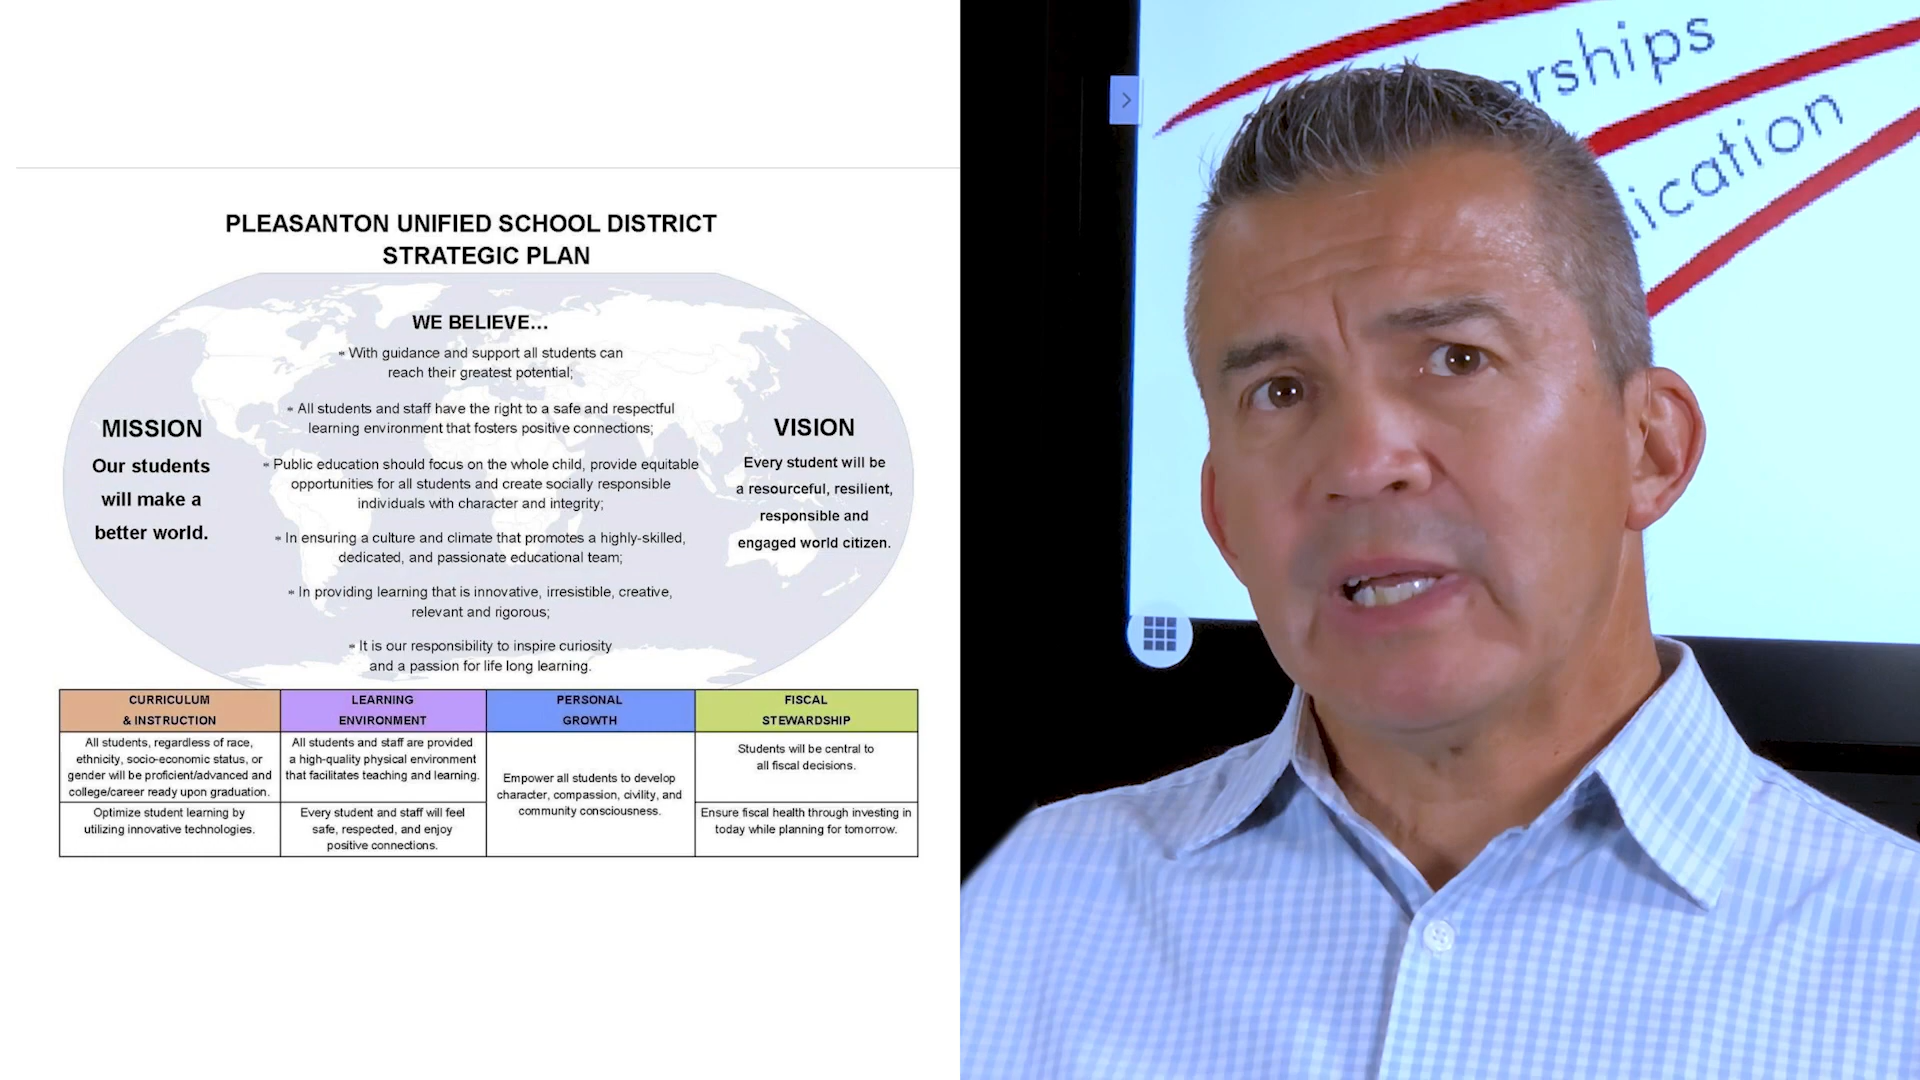 PLEASANTON UNIFIED SCHOOL DISTRICT
STRATEGIC PLAN
WE BELIEVE...
* With guidance and support all students can
reach their greatest potential;
* All students and staff have the right to a safe and respectful
learning environment that fosters positive connections;
* Public education should focus on the whole child, provide equitable
opportunities for all students and create socially responsible
individuals with character and integrity;
* In ensuring a culture and climate that promotes a highly-skilled,
dedicated, and passionate educational team;
* In providing learning that is innovative, irresistible, creative,
relevant and rigorous;
* It is our responsibility to inspire curiosity
and a passion for life long learning.
MISSION
Our students
will make a
better world.
VISION
Every student will be
a resourceful, resilient,
responsible and
engaged world citizen.
CURRICULUM
& INSTRUCTION
All students, regardless of race,
ethnicity, socio-economic status, or
gender will be proficient/advanced and
college/career ready upon graduation.
Optimize student learning by
utilizing innovative technologies.
LEARNING
ENVIRONMENT
All students and staff are provided
a high-quality physical environment
that facilitates teaching and learning.
Every student and staff will feel
safe, respected, and enjoy
positive connections.
PERSONAL
GROWTH
Empower all students to develop
character, compassion, civility, and
community consciousness.
FISCAL
STEWARDSHIP
Students will be central to
all fiscal decisions.
Ensure fiscal health through investing in
today while planning for tomorrow.